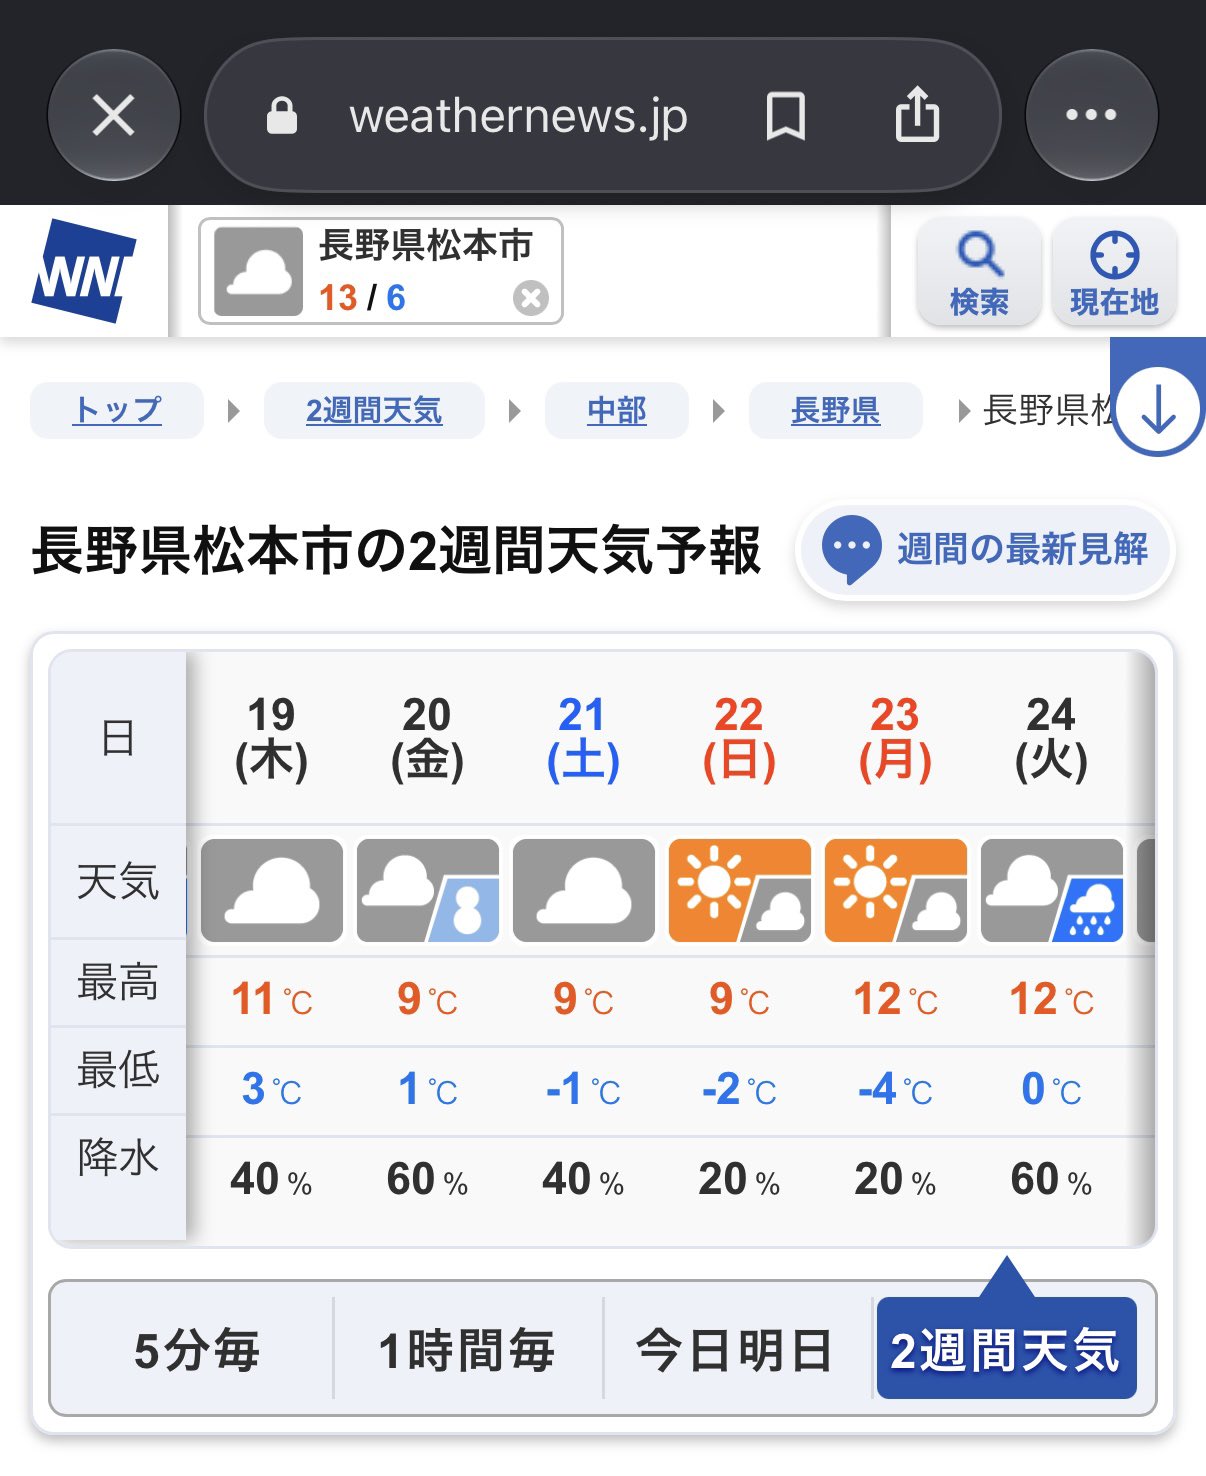 weathernews.jp
WNI
長野県松本市
13 / 6
検索
現在地
トップ
2週間天気
中部
長野県
長野県松
長野県松本市の2週間天気予報
週間の最新見解
日 19 20 21 22 23 24
(木) (金) (土) (日) (月) (火)
天気
最高 11℃ 9℃ 9℃ 9℃ 12℃ 12℃
最低 3℃ 1℃ -1℃ -2℃ -4℃ 0℃
降水 40% 60% 40% 20% 20% 60%
5分毎 1時間毎 今日明日 2週間天気